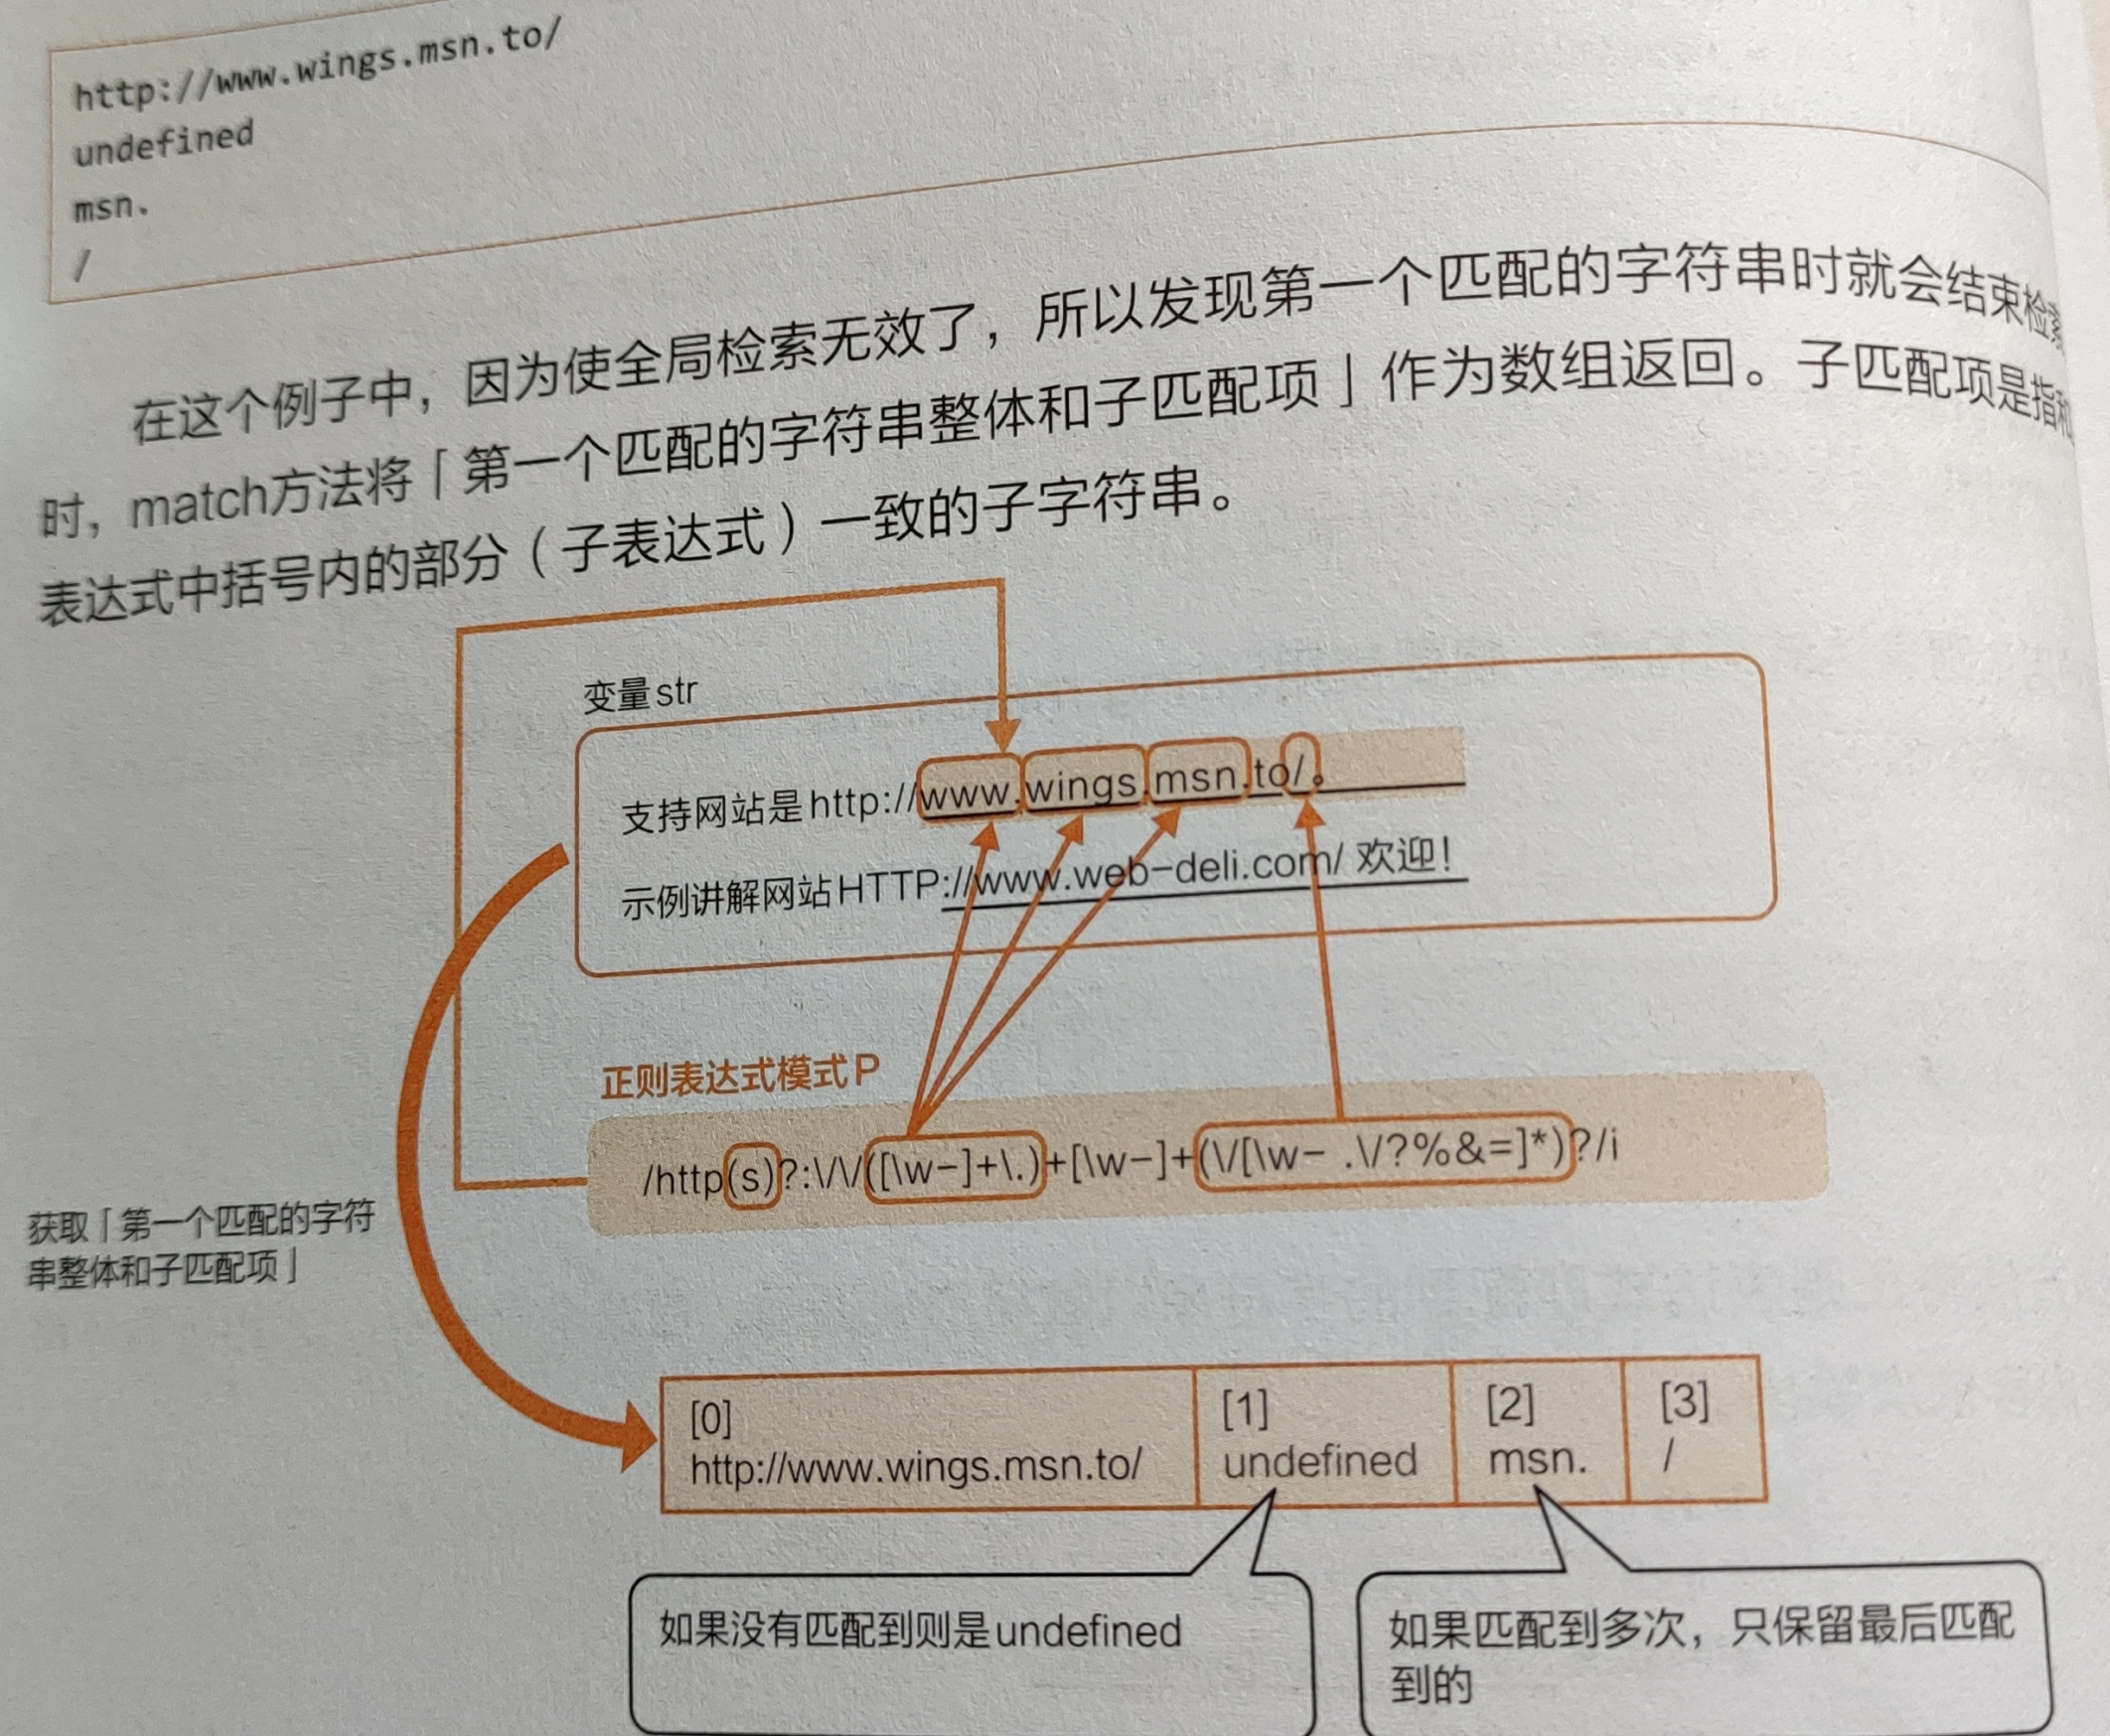 http://www.wings.msn.to/
undefined
msn.
/
在这个例子中，因为使全局检索无效了，所以发现第一个匹配的字符串时就会结束检索
时，match方法将「第一个匹配的字符串整体和子匹配项」作为数组返回。子匹配项是指和
表达式中括号内的部分（子表达式）一致的子字符串。
变量str
支持网站是http://www.wings.msn.to/。
示例讲解网站HTTP://www.web-deli.com/ 欢迎！
正则表达式模式P
/http(s)?:\/\/([\w-]+\.)+[\w-]+(\/[\w- .\/?%&=]*)?/i
获取「第一个匹配的字符
串整体和子匹配项」
[0] [1] [2] [3]
http://www.wings.msn.to/ undefined msn. /
如果没有匹配到则是undefined
如果匹配到多次，只保留最后匹配
到的